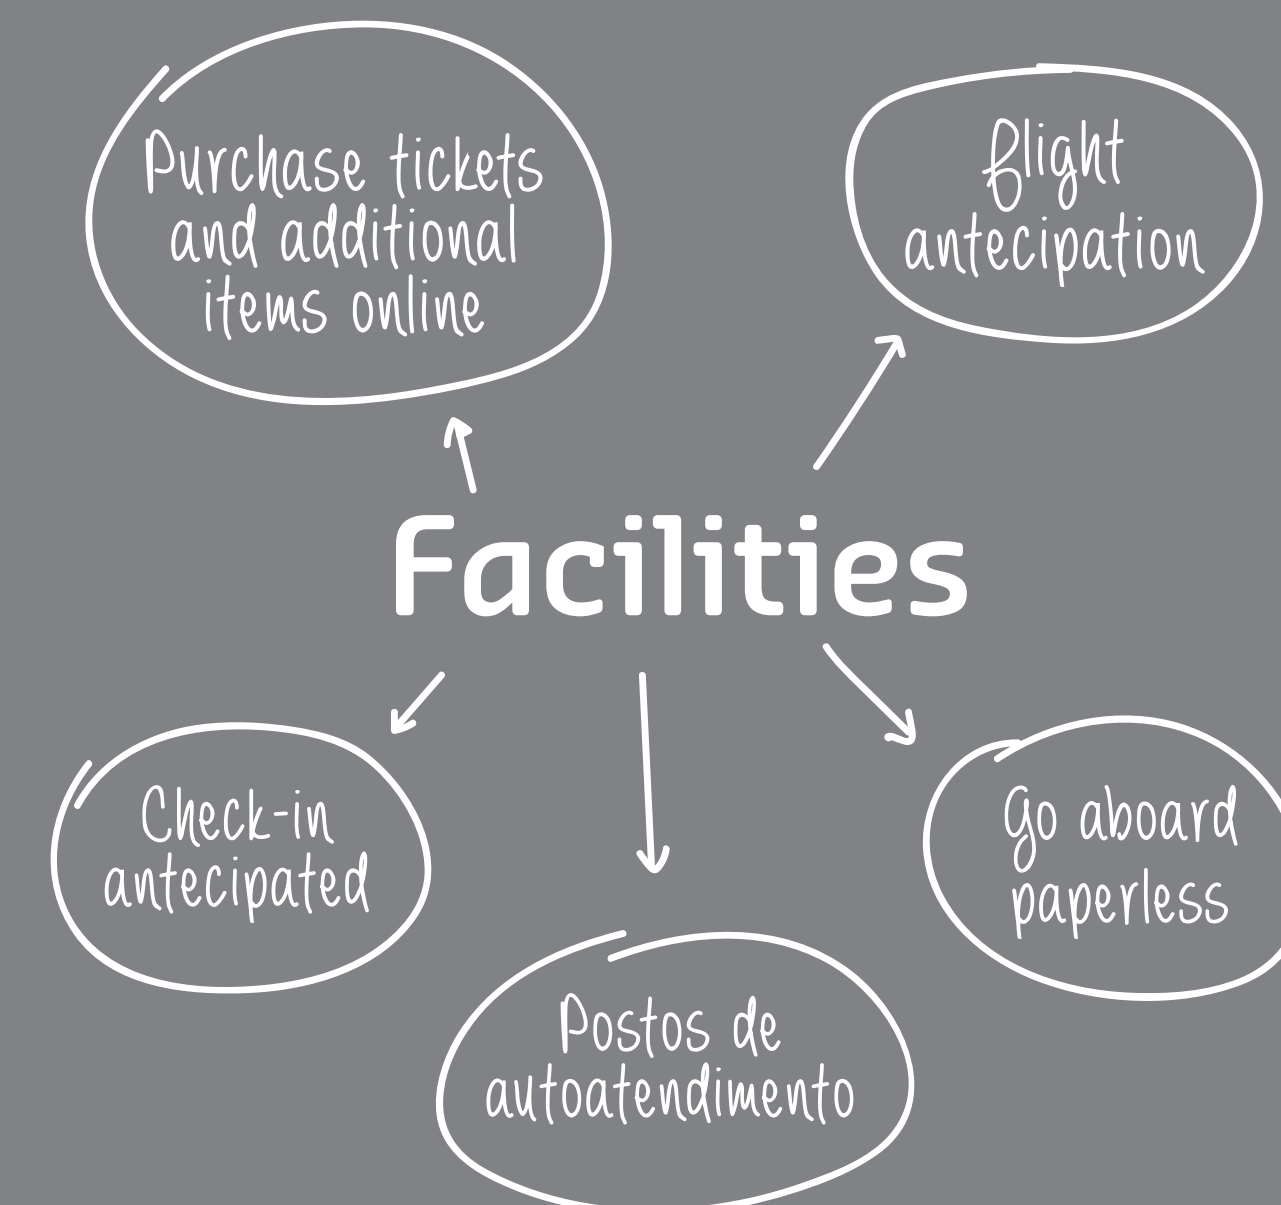 Purchase tickets
and additional
items online
flight
antecipation
Facilities
Check-in
antecipated
Go aboard
paperless
Postos de
autoatendimento